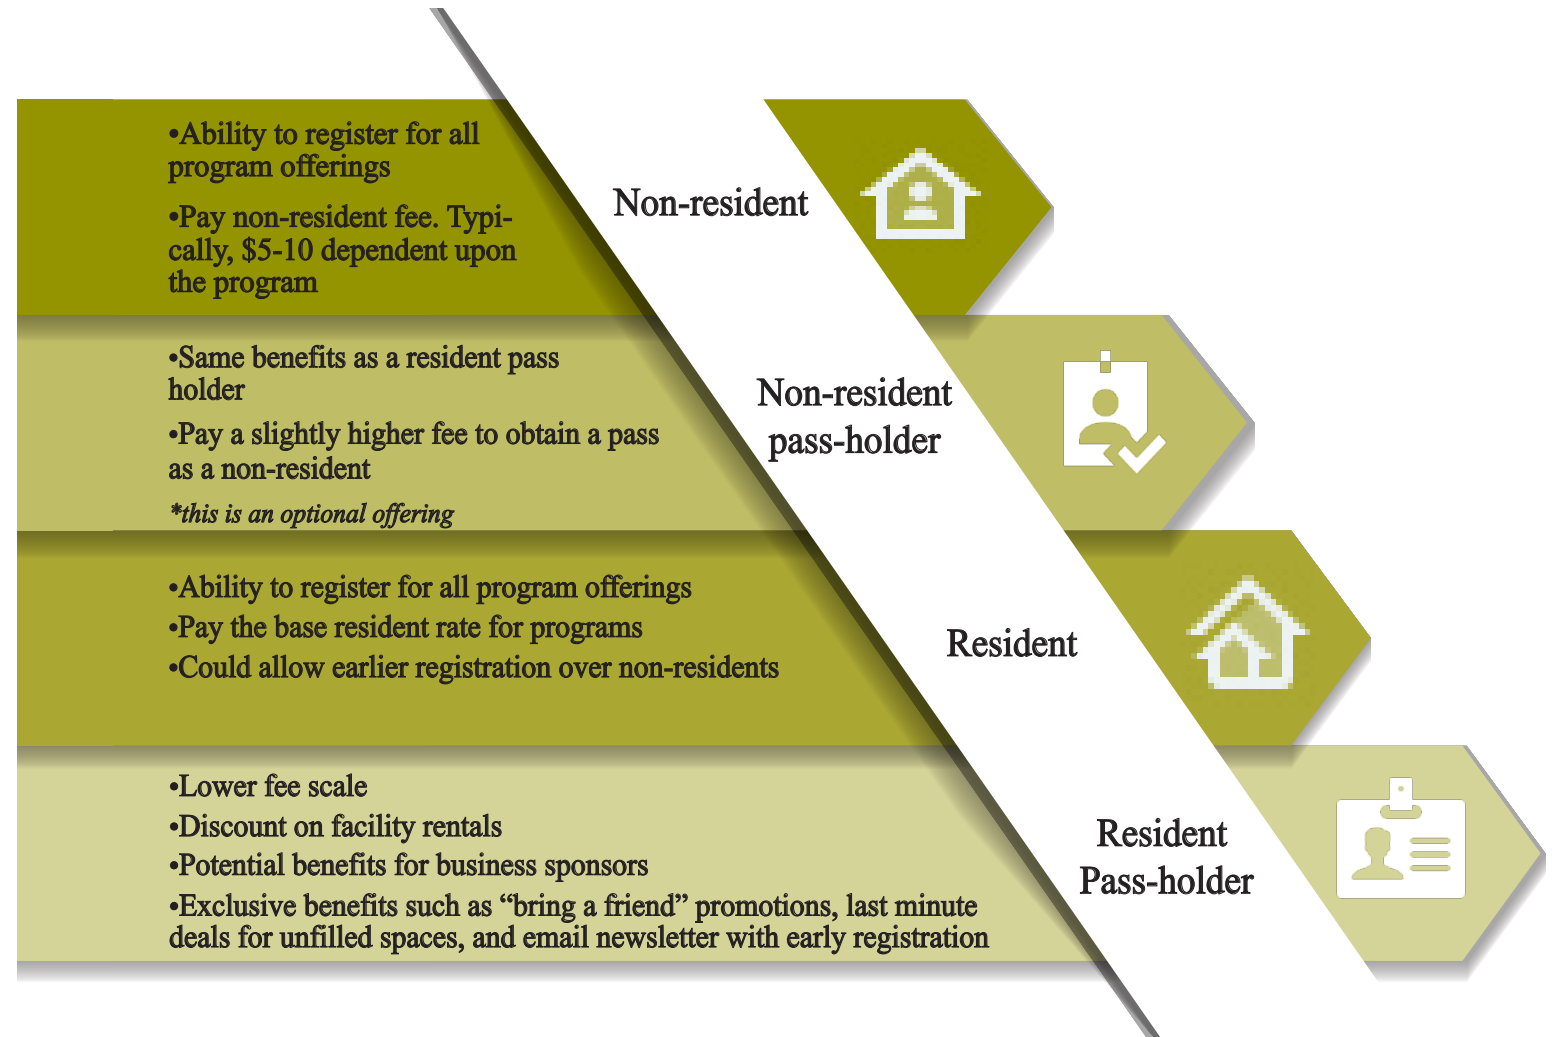 •Ability to register for all
program offerings
•Pay non-resident fee. Typi-
cally, $5-10 dependent upon
the program
Non-resident
•Same benefits as a resident pass
holder
•Pay a slightly higher fee to obtain a pass
as a non-resident
*this is an optional offering
Non-resident
pass-holder
•Ability to register for all program offerings
•Pay the base resident rate for programs
•Could allow earlier registration over non-residents
Resident
•Lower fee scale
•Discount on facility rentals
•Potential benefits for business sponsors
•Exclusive benefits such as “bring a friend” promotions, last minute
deals for unfilled spaces, and email newsletter with early registration
Resident
Pass-holder